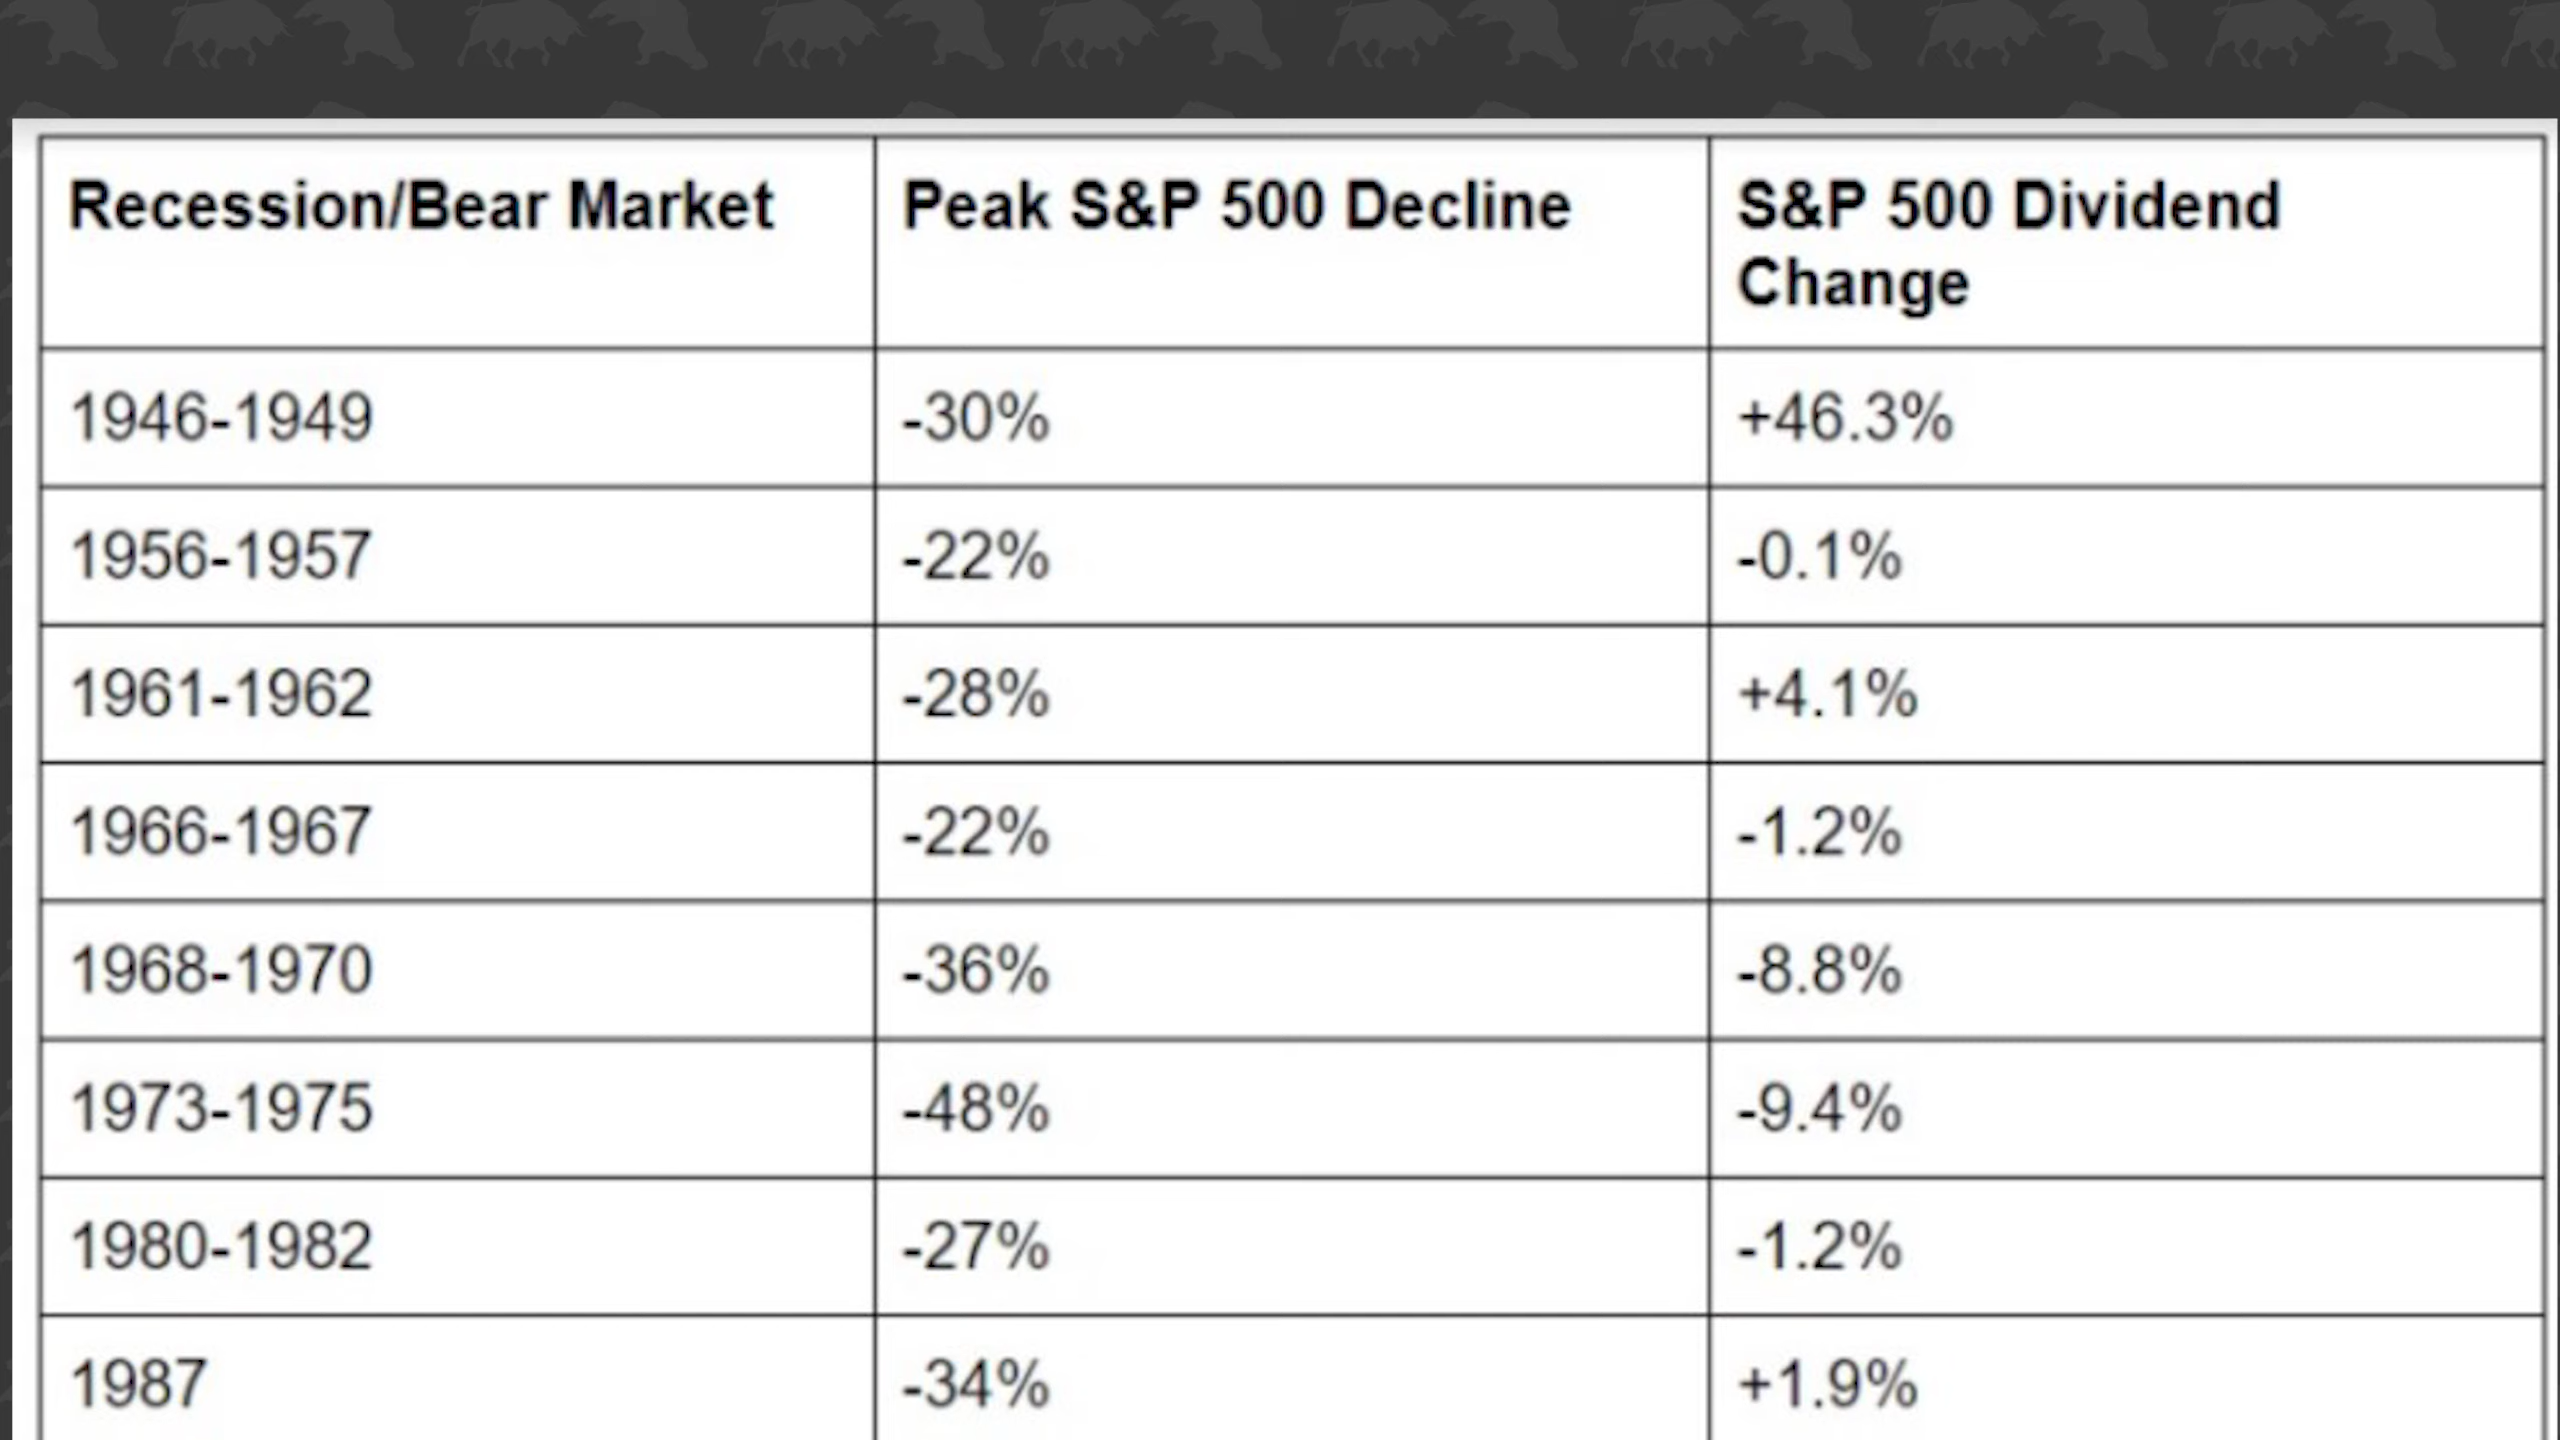 Recession/Bear Market Peak S&P 500 Decline S&P 500 Dividend
Change
1946-1949 -30% +46.3%
1956-1957 -22% -0.1%
1961-1962 -28% +4.1%
1966-1967 -22% -1.2%
1968-1970 -36% -8.8%
1973-1975 -48% -9.4%
1980-1982 -27% -1.2%
1987 -34% +1.9%